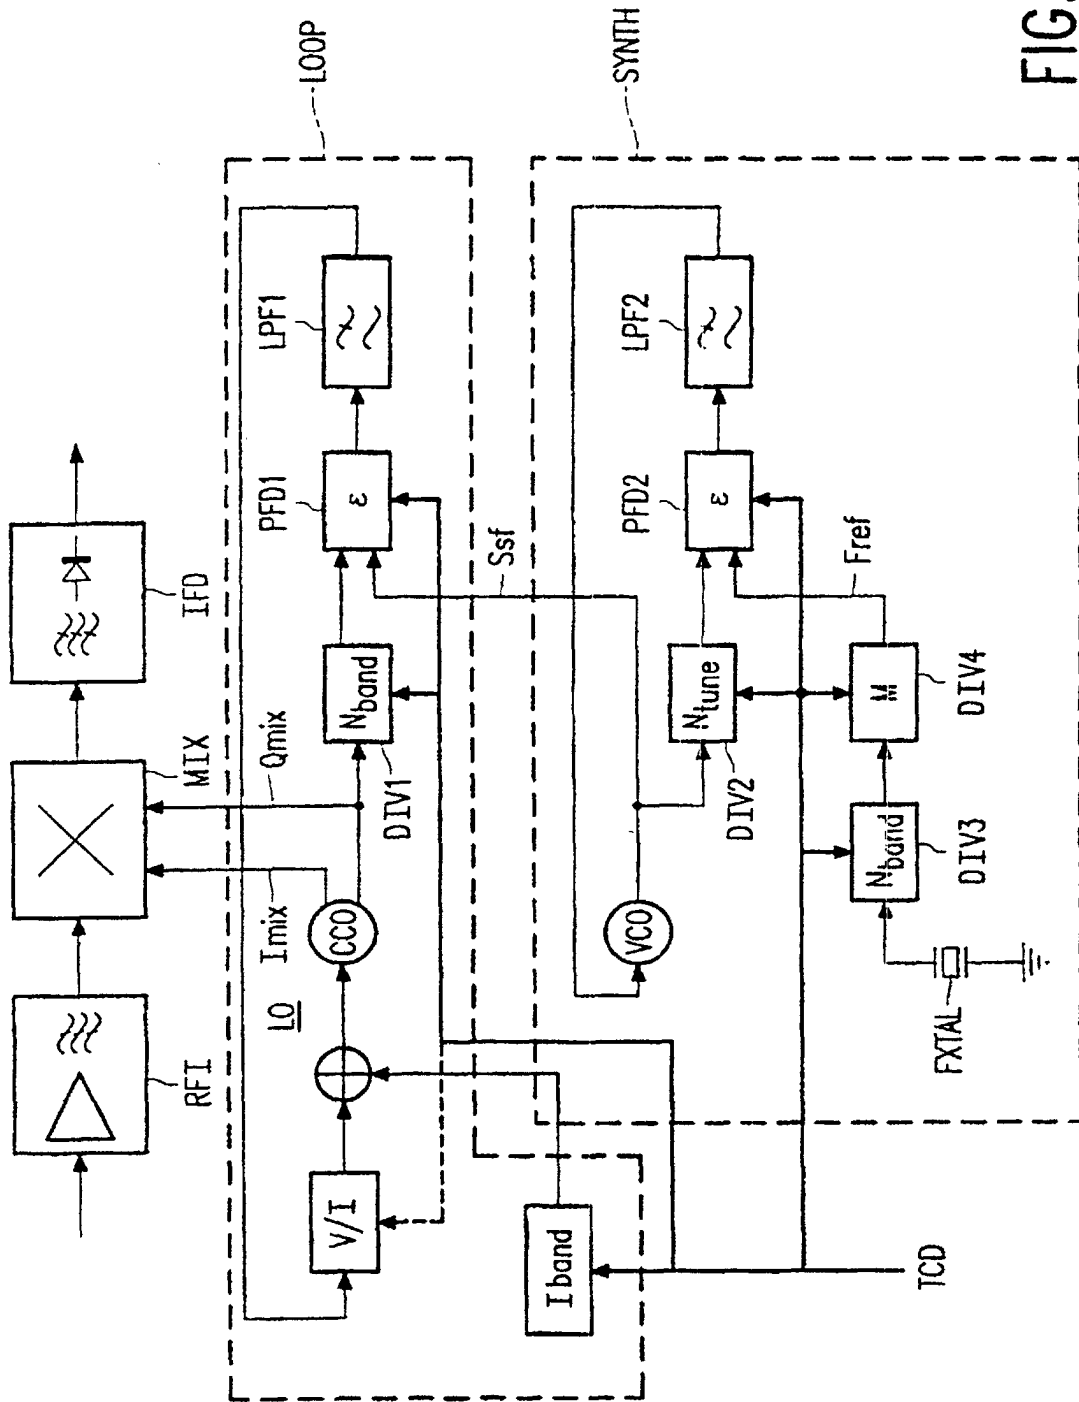 RFI
MIX
IFD
LOOP
LO
Imix
Qmix
V/I
CCO
Nband
DIV1
PFD1
ε
LPF1
Iband
Ssf
SYNTH
VCO
Ntune
DIV2
PFD2
ε
LPF2
FXTAL
Nband
DIV3
M
DIV4
Fref
TCD
FIG.